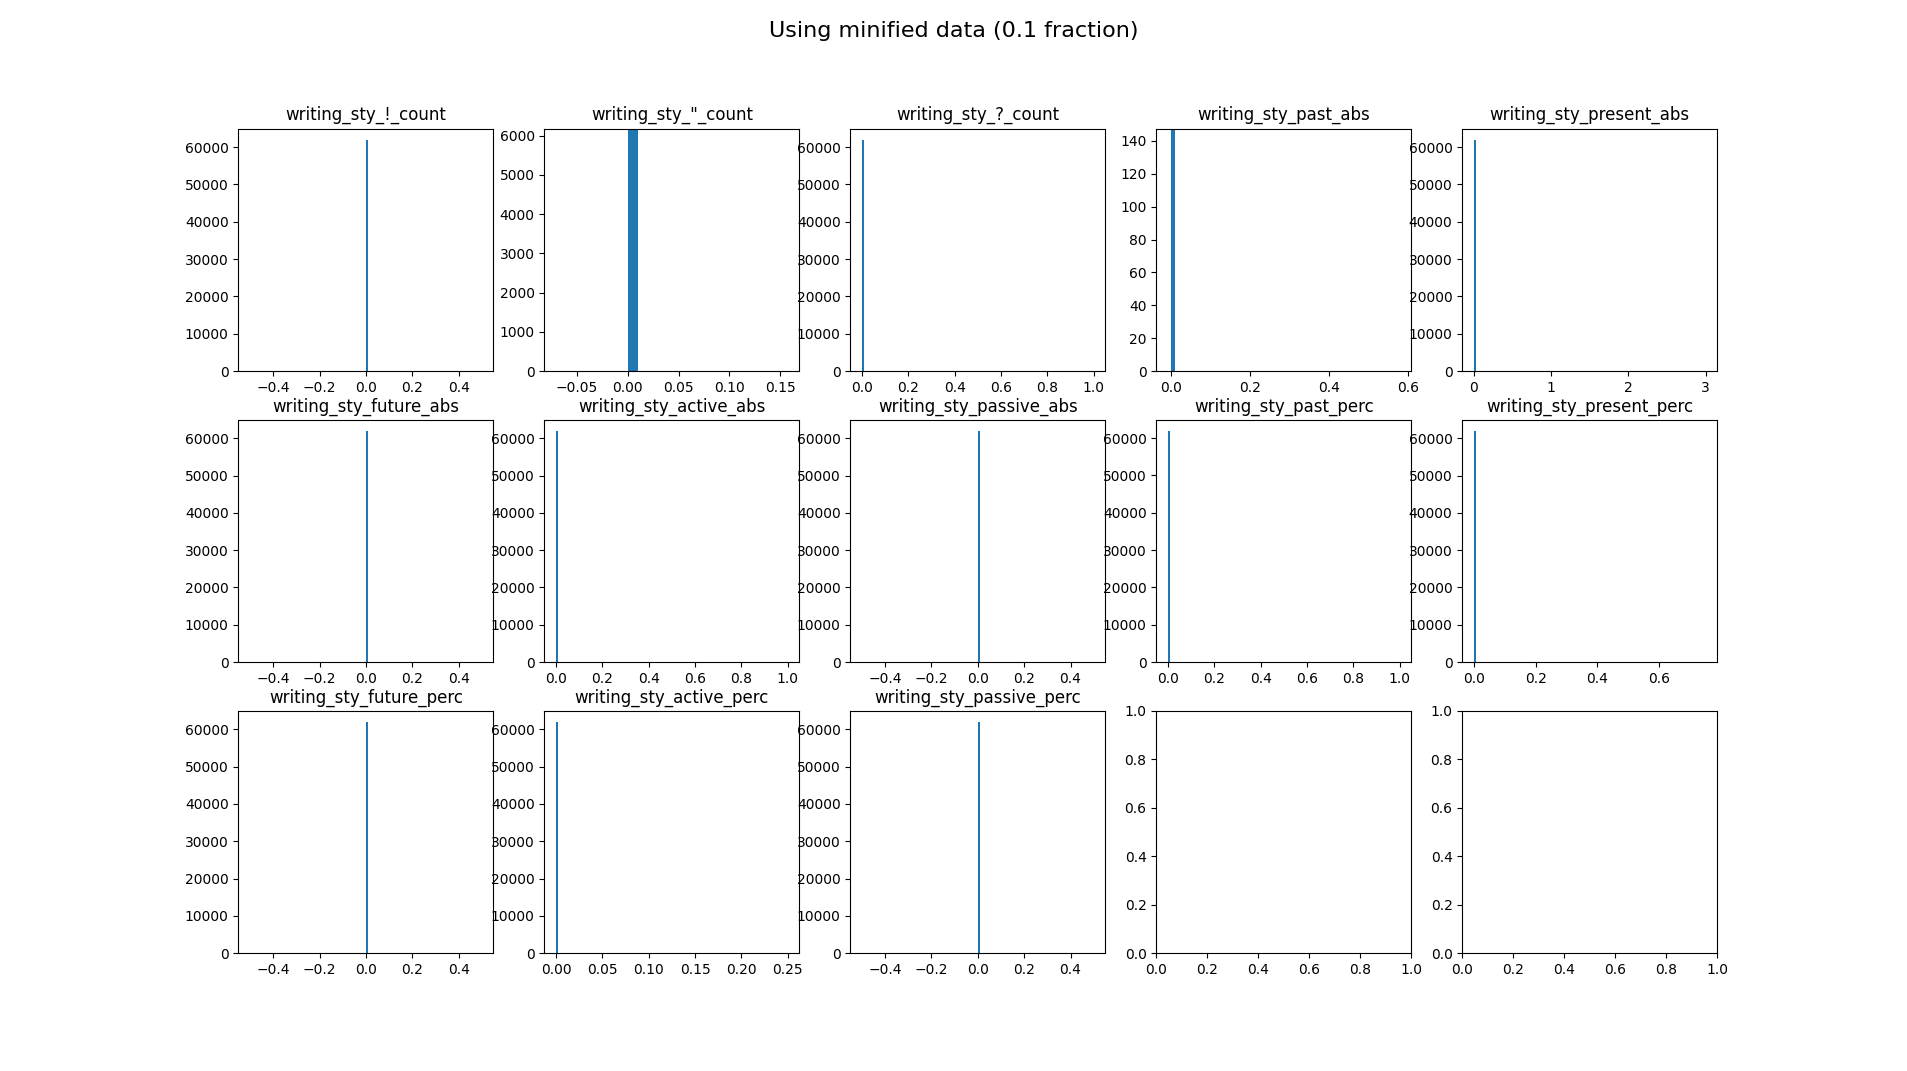 Using minified data (0.1 fraction)
writing_sty_!_count writing_sty_"_count writing_sty_?_count writing_sty_past_abs writing_sty_present_abs
60000 50000 40000 30000 20000 10000 0
−0.4 −0.2 0.0 0.2 0.4
6000 5000 4000 3000 2000 1000 0
−0.05 0.00 0.05 0.10 0.15
60000 50000 40000 30000 20000 10000 0
0.0 0.2 0.4 0.6 0.8 1.0
140 120 100 80 60 40 20 0
0.0 0.2 0.4 0.6
60000 50000 40000 30000 20000 10000 0
0 1 2 3
writing_sty_future_abs writing_sty_active_abs writing_sty_passive_abs writing_sty_past_perc writing_sty_present_perc
60000 50000 40000 30000 20000 10000 0
−0.4 −0.2 0.0 0.2 0.4
60000 50000 40000 30000 20000 10000 0
0.0 0.2 0.4 0.6 0.8 1.0
60000 50000 40000 30000 20000 10000 0
−0.4 −0.2 0.0 0.2 0.4
60000 50000 40000 30000 20000 10000 0
0.0 0.2 0.4 0.6 0.8 1.0
60000 50000 40000 30000 20000 10000 0
0.0 0.2 0.4 0.6
writing_sty_future_perc writing_sty_active_perc writing_sty_passive_perc
60000 50000 40000 30000 20000 10000 0
−0.4 −0.2 0.0 0.2 0.4
60000 50000 40000 30000 20000 10000 0
0.00 0.05 0.10 0.15 0.20 0.25
60000 50000 40000 30000 20000 10000 0
−0.4 −0.2 0.0 0.2 0.4
1.0 0.8 0.6 0.4 0.2 0.0
0.0 0.2 0.4 0.6 0.8 1.0
1.0 0.8 0.6 0.4 0.2 0.0
0.0 0.2 0.4 0.6 0.8 1.0